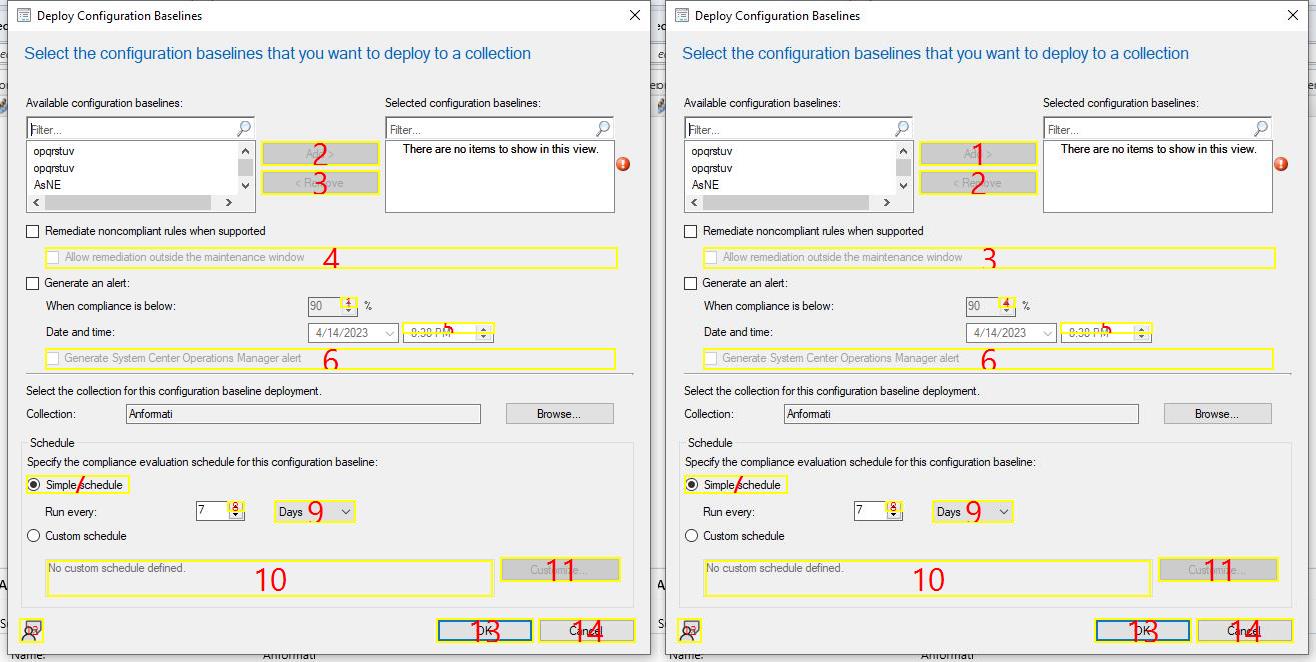 Deploy Configuration Baselines
Select the configuration baselines that you want to deploy to a collection
Available configuration baselines:
Selected configuration baselines:
Filter...
Filter...
opqrstuv
opqrstuv
AsNE
2
3
There are no items to show in this view.
Remediate noncompliant rules when supported
Allow remediation outside the maintenance window
4
Generate an alert:
When compliance is below:
90
1
%
Date and time:
4/14/2023
8:38 PM
5
Generate System Center Operations Manager alert
6
Select the collection for this configuration baseline deployment.
Collection:
Anformati
Browse...
Schedule
Specify the compliance evaluation schedule for this configuration baseline:
Simple schedule
7
Run every:
7
8
Days
9
Custom schedule
No custom schedule defined.
10
Customize...
11
OK
13
Cancel
14
Deploy Configuration Baselines
Select the configuration baselines that you want to deploy to a collection
Available configuration baselines:
Selected configuration baselines:
Filter...
Filter...
opqrstuv
opqrstuv
AsNE
1
2
< Remove
There are no items to show in this view.
Remediate noncompliant rules when supported
Allow remediation outside the maintenance window
3
Generate an alert:
When compliance is below:
90
4
%
Date and time:
4/14/2023
8:38 PM
5
Generate System Center Operations Manager alert
6
Select the collection for this configuration baseline deployment.
Collection:
Anformati
Browse...
Schedule
Specify the compliance evaluation schedule for this configuration baseline:
Simple schedule
7
Run every:
7
8
Days
9
Custom schedule
No custom schedule defined.
10
Customize...
11
OK
13
Cancel
14
Name:
Anformati